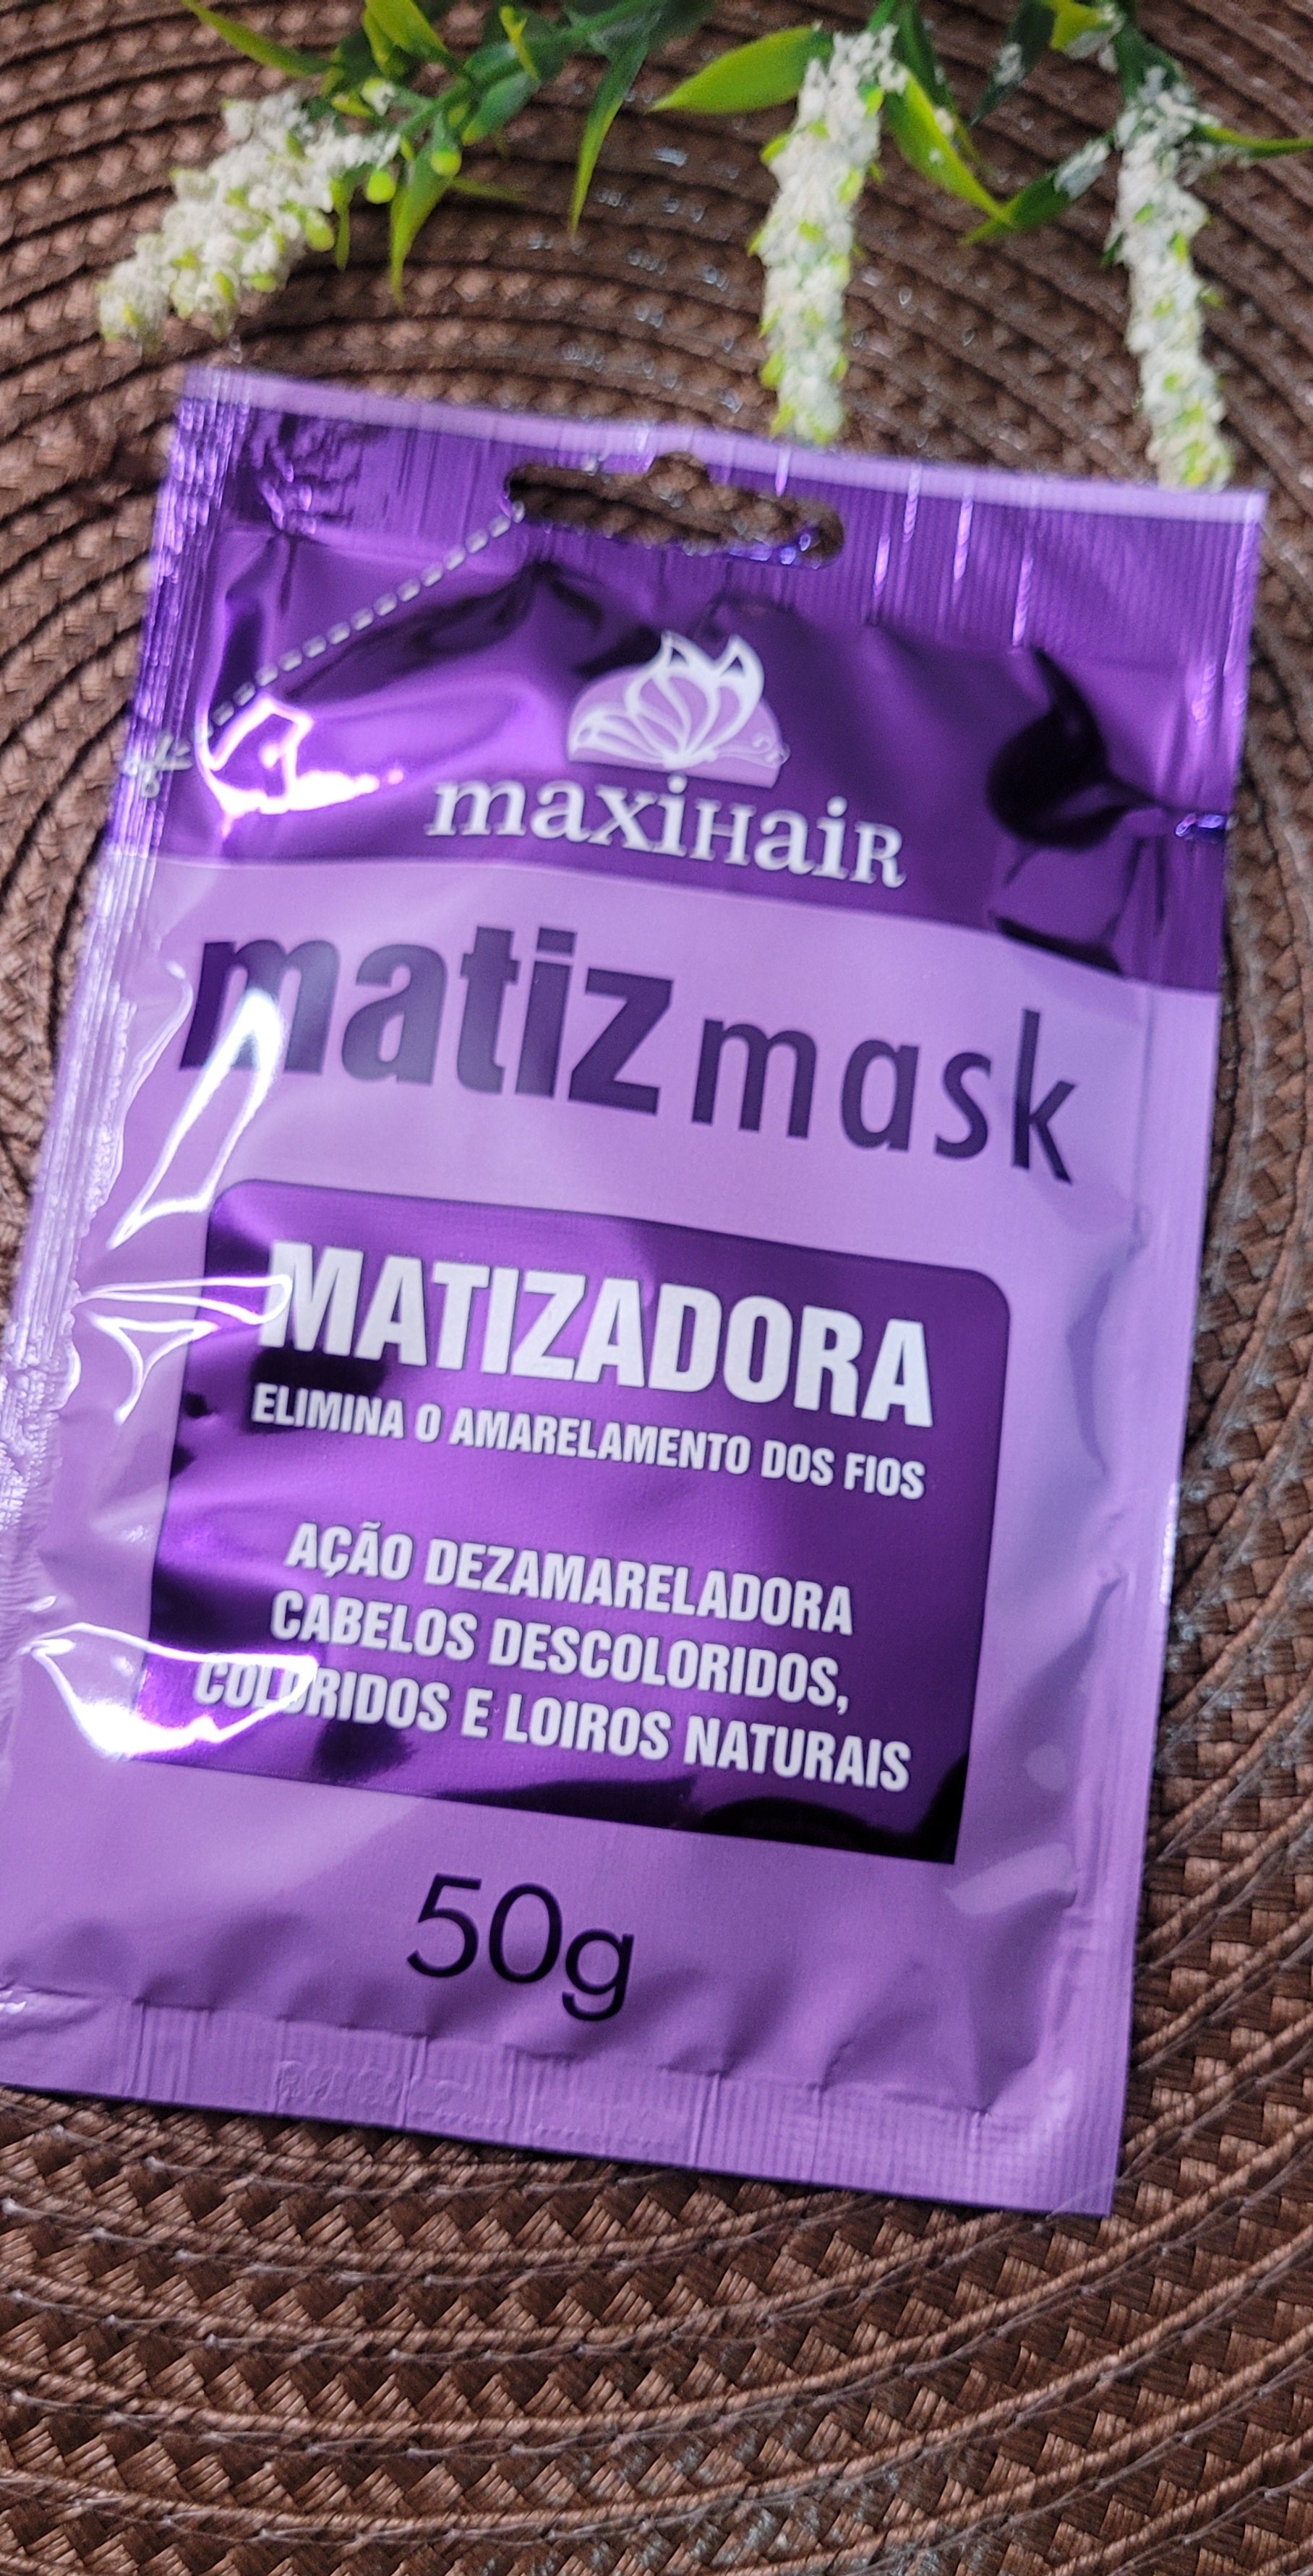 maxiHaiR
matiz mask
MATIZADORA
ELIMINA O AMARELAMENTO DOS FIOS
AÇÃO DEZAMARELADORA
CABELOS DESCOLORIDOS,
COLORIDOS E LOIROS NATURAIS
50g